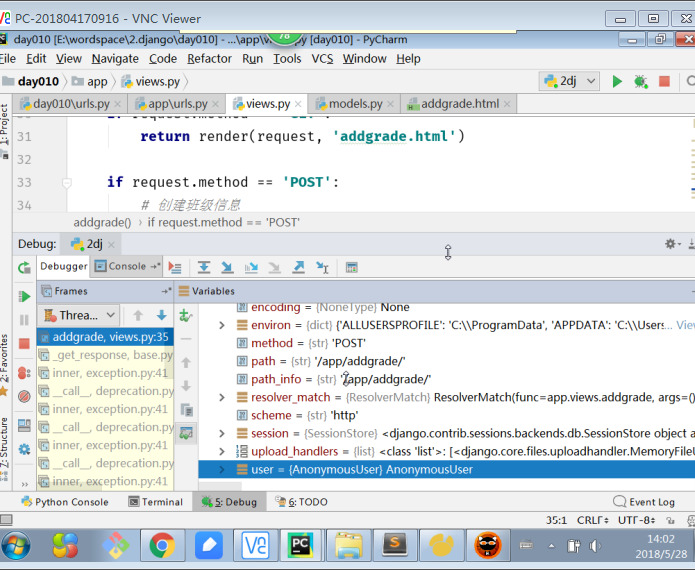 PC-201804170916 - VNC Viewer
78
day010 [E:\wordspace\2.django\day010] - ...\app\views.py [day010] - PyCharm
File Edit View Navigate Code Refactor Run Tools VCS Window Help
day010 app views.py 2dj
day010\urls.py × app\urls.py × views.py × models.py × addgrade.html ×
1: Project
31 return render(request, 'addgrade.html')
32
33 if request.method == 'POST':
34 # 创建班级信息
addgrade() › if request.method == 'POST'
Debug: 2dj ×
Debugger Console
Frames Variables
Threa...
encoding = {NoneType} None
addgrade, views.py:35
environ = {dict} {'ALLUSERSPROFILE': 'C:\\ProgramData', 'APPDATA': 'C:\\Users... View
_get_response, base.py
method = {str} 'POST'
inner, exception.py:41
path = {str} '/app/addgrade/'
__call__, deprecation.py
path_info = {str} '/app/addgrade/'
inner, exception.py:41
resolver_match = {ResolverMatch} ResolverMatch(func=app.views.addgrade, args=()
__call__, deprecation.py
scheme = {str} 'http'
inner, exception.py:41
session = {SessionStore} <django.contrib.sessions.backends.db.SessionStore object a
__call__, deprecation.py
upload_handlers = {list} <class 'list'>: [<django.core.files.uploadhandler.MemoryFileU
inner, exception.py:41
user = {AnonymousUser} AnonymousUser
2: Favorites
7: Structure
Python Console Terminal 5: Debug 6: TODO Event Log
35:1 CRLF UTF-8
14:02
2018/5/28